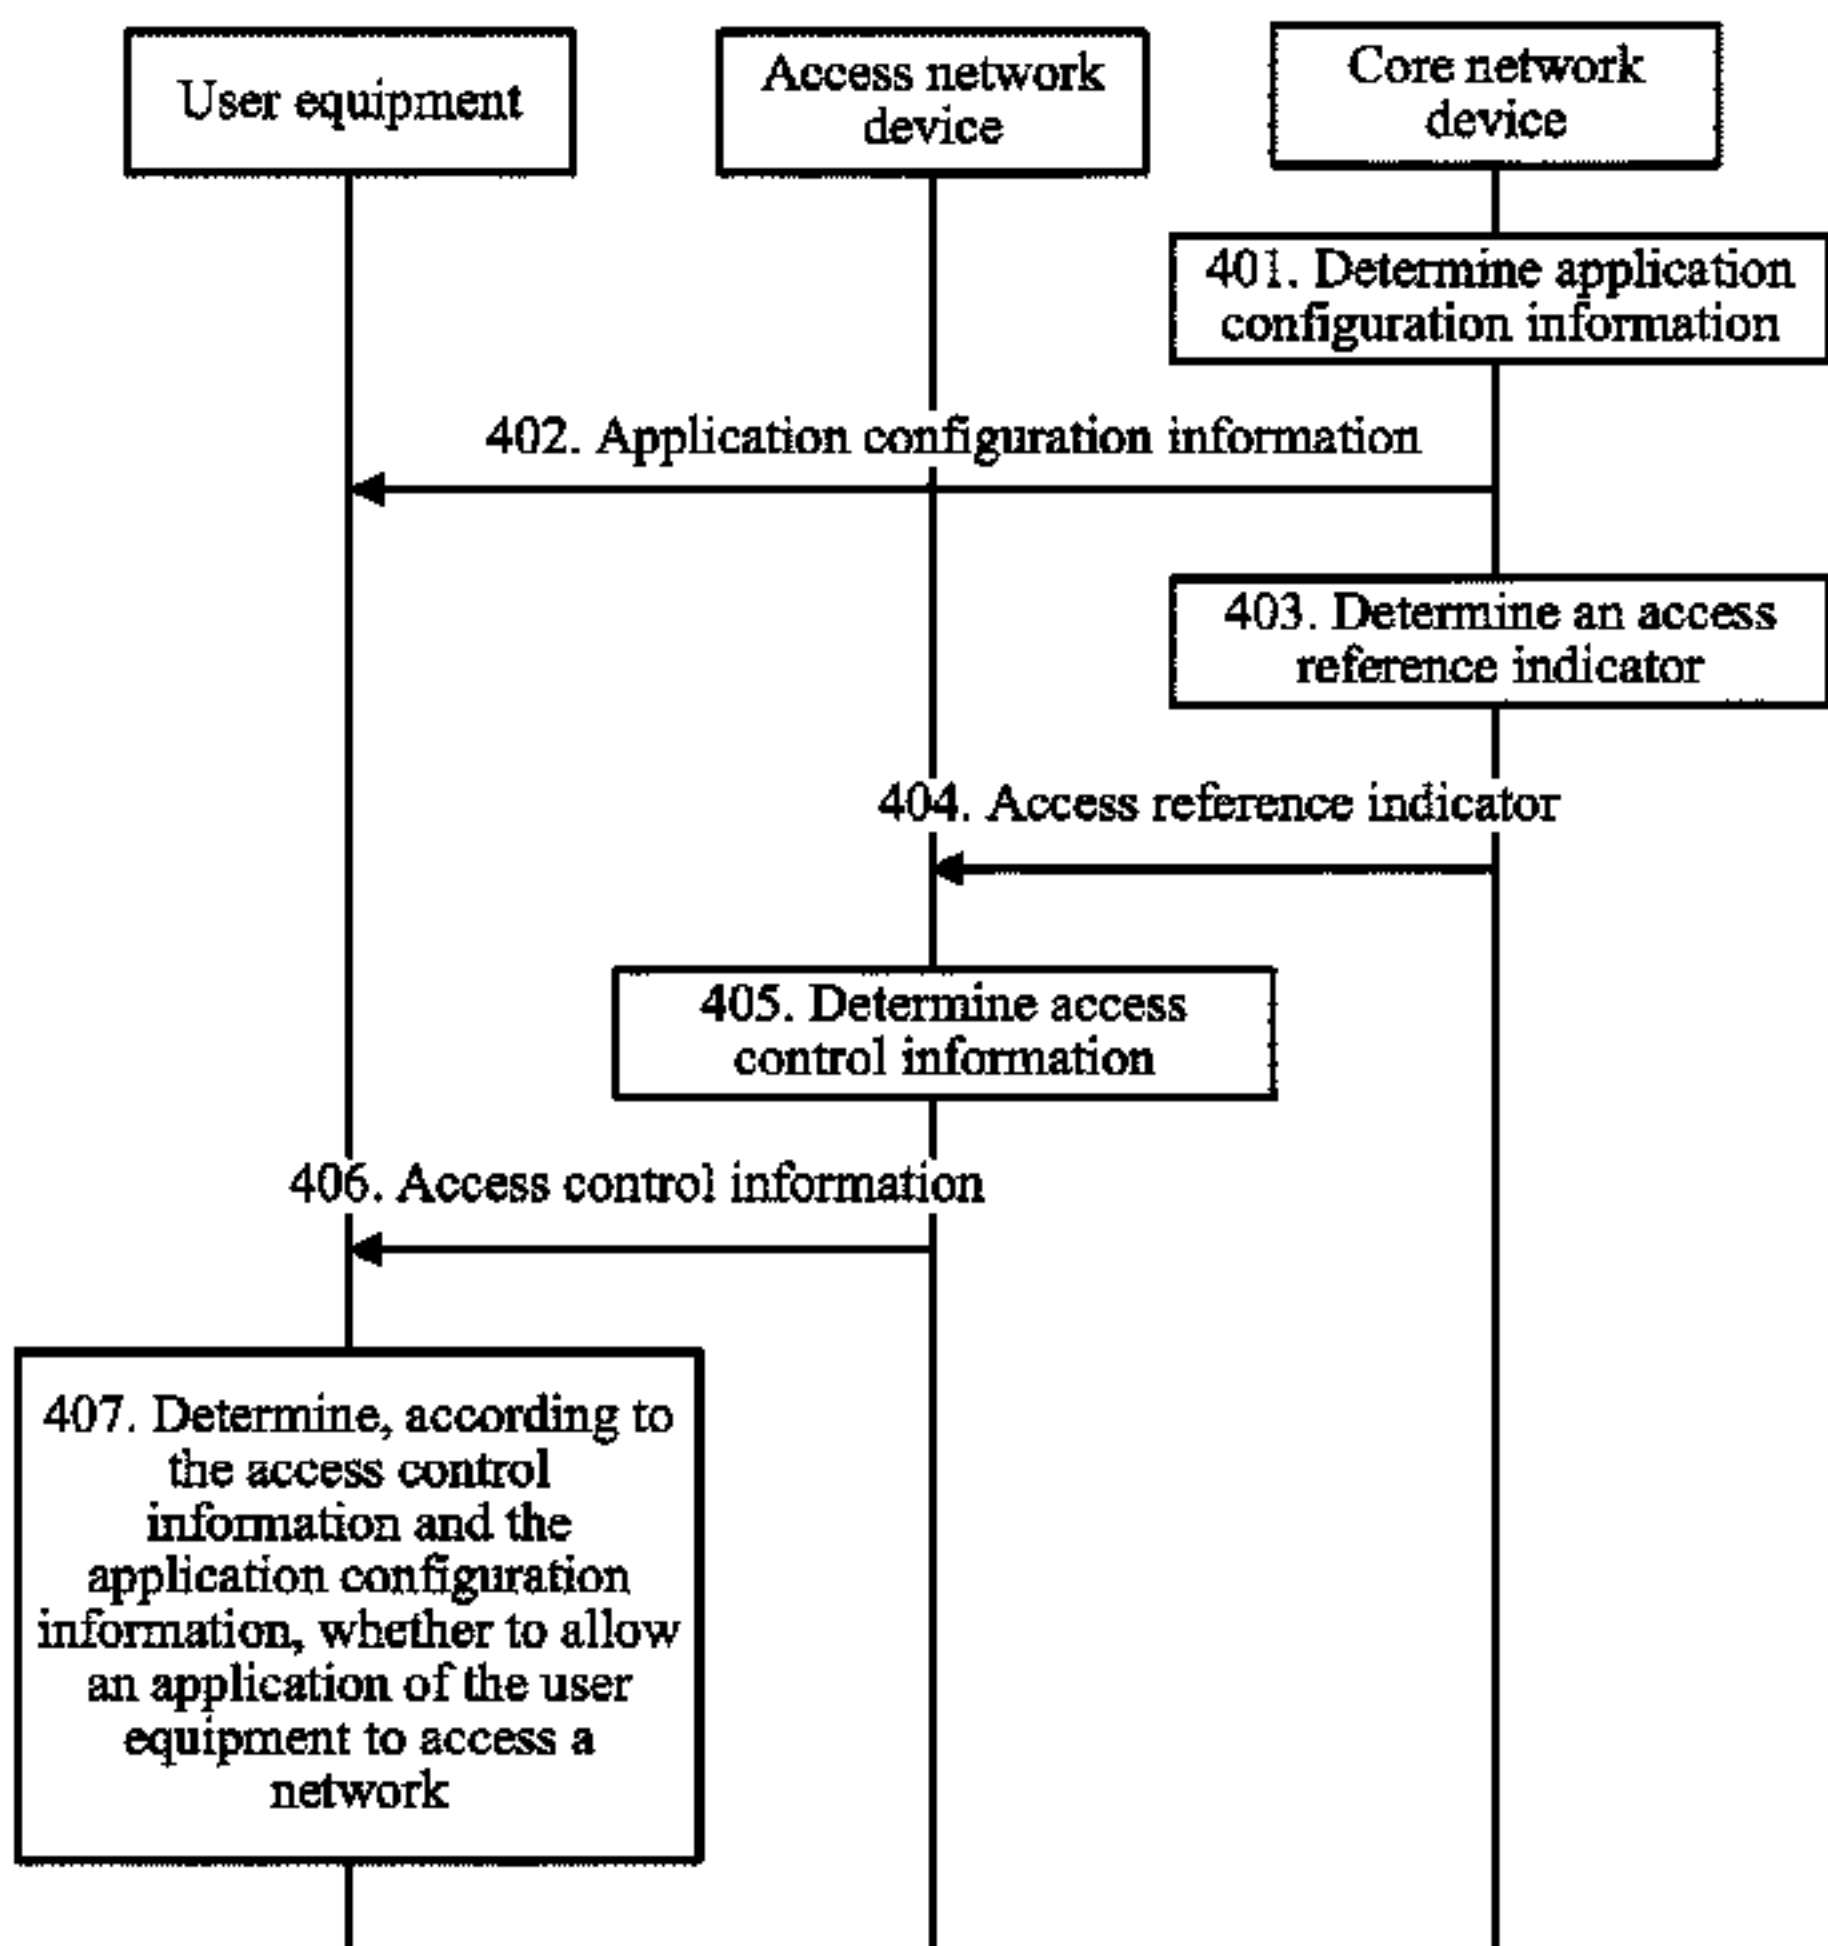 User equipment
Access network
device
Core network
device
401. Determine application
configuration information
402. Application configuration information
403. Determine an access
reference indicator
404. Access reference indicator
405. Determine access
control information
406. Access control information
407. Determine, according to
the access control
information and the
application configuration
information, whether to allow
an application of the user
equipment to access a
network